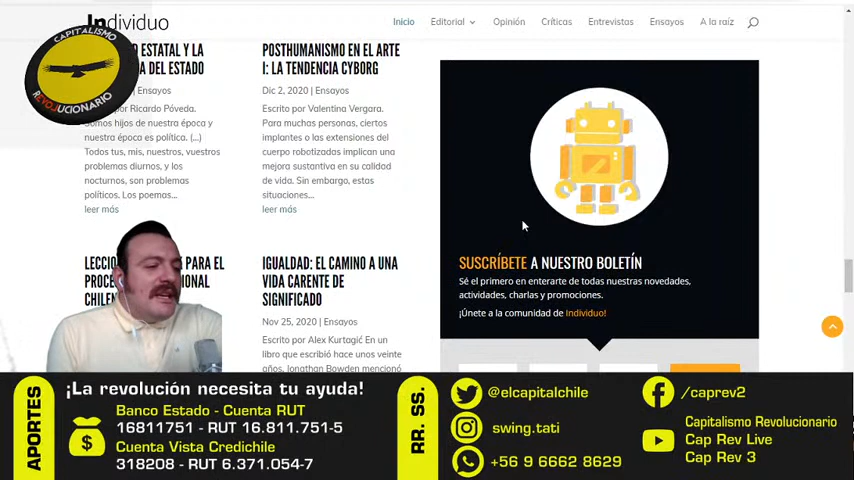 Individuo
Inicio
Editorial
Opinión
Críticas
Entrevistas
Ensayos
A la raíz
CAPITALISMO
REVOLUCIONARIO
ESTATAL Y LA
A DEL ESTADO
| Ensayos
por Ricardo Póveda.
Somos hijos de nuestra época y
nuestra época es política. (...)
Todos tus, mis, nuestros, vuestros
problemas diurnos, y los
nocturnos, son problemas
políticos. Los poemas...
leer más
POSTHUMANISMO EN EL ARTE
I: LA TENDENCIA CYBORG
Dic 2, 2020 | Ensayos
Escrito por Valentina Vergara.
Para muchas personas, ciertos
implantes o las extensiones del
cuerpo robotizadas implican una
mejora sustantiva en su calidad
de vida. Sin embargo, estas
situaciones...
leer más
LECCIO PARA EL
PROCE IONAL
CHILEN
IGUALDAD: EL CAMINO A UNA
VIDA CARENTE DE
SIGNIFICADO
Nov 25, 2020 | Ensayos
Escrito por Alex Kurtagić En un
libro que escribió hace unos veinte
años, Jonathan Bowden mencionó
SUSCRÍBETE A NUESTRO BOLETÍN
Sé el primero en enterarte de todas nuestras novedades,
actividades, charlas y promociones.
¡Únete a la comunidad de Individuo!
APORTES
¡La revolución necesita tu ayuda!
Banco Estado - Cuenta RUT
16811751 - RUT 16.811.751-5
Cuenta Vista Credichile
318208 - RUT 6.371.054-7
RR. SS.
@elcapitalchile
swing.tati
+56 9 6662 8629
/caprev2
Capitalismo Revolucionario
Cap Rev Live
Cap Rev 3